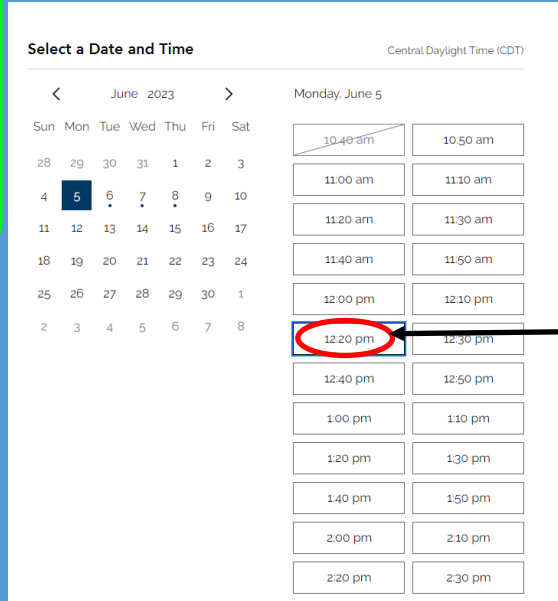 Select a Date and Time
Central Daylight Time (CDT)
June 2023
Sun Mon Tue Wed Thu Fri Sat
28 29 30 31 1 2 3
4 5 6 7 8 9 10
11 12 13 14 15 16 17
18 19 20 21 22 23 24
25 26 27 28 29 30 1
2 3 4 5 6 7 8
Monday, June 5
10:40 am 10:50 am
11:00 am 11:10 am
11:20 am 11:30 am
11:40 am 11:50 am
12:00 pm 12:10 pm
12:20 pm 12:30 pm
12:40 pm 12:50 pm
1:00 pm 1:10 pm
1:20 pm 1:30 pm
1:40 pm 1:50 pm
2:00 pm 2:10 pm
2:20 pm 2:30 pm